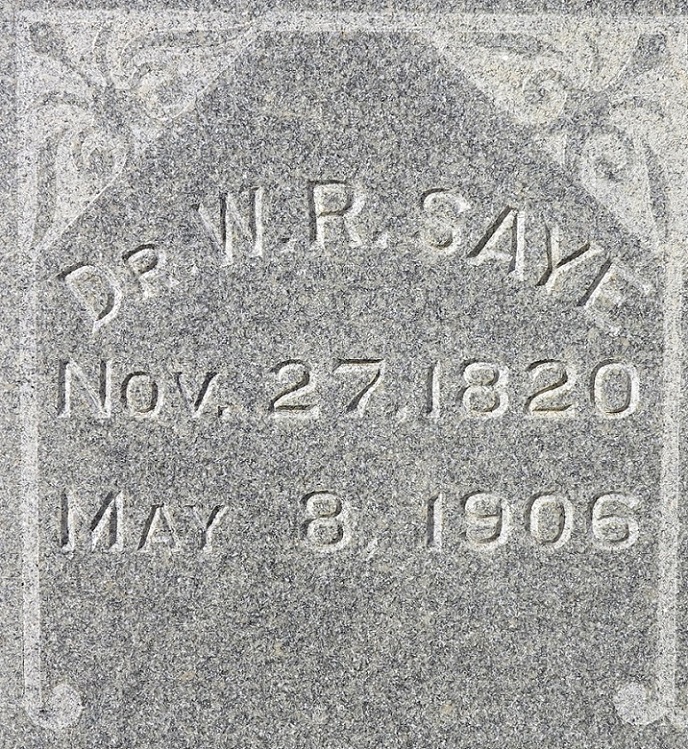 Dr. W. R. SAYE
Nov. 27, 1820
May 8, 1906